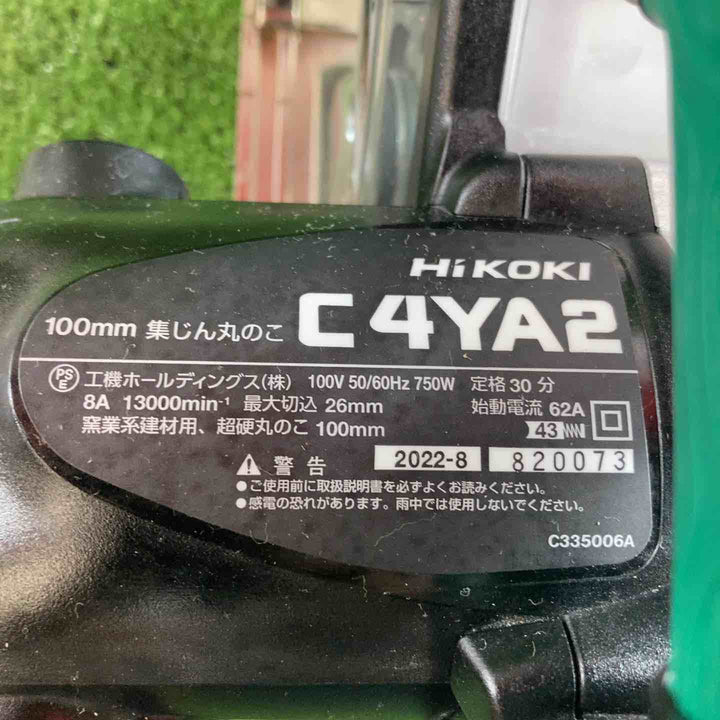 HiKOKI
100mm 集じん丸のこ C4YA2
PSE 工機ホールディングス(株) 100V 50/60Hz 750W 定格 30 分
8A 13000min-1 最大切込 26mm 始動電流 62A
窯業系建材用、超硬丸のこ 100mm 43
警告 2022-8 820073
●ご使用前に取扱説明書を必ずよくお読みください。
●感電の恐れがあります。雨中では使用しないでください。
C335006A